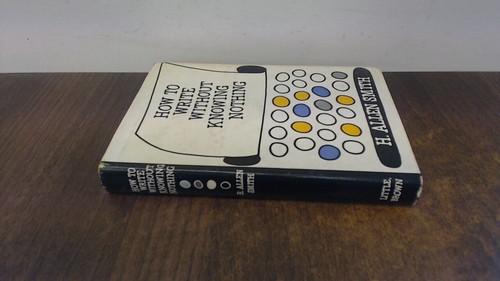 HOW TO
WRITE
WITHOUT
KNOWING
NOTHING
H. ALLEN SMITH
HOW TO
WRITE
WITHOUT
KNOWING
NOTHING
H. ALLEN
SMITH
LITTLE,
BROWN